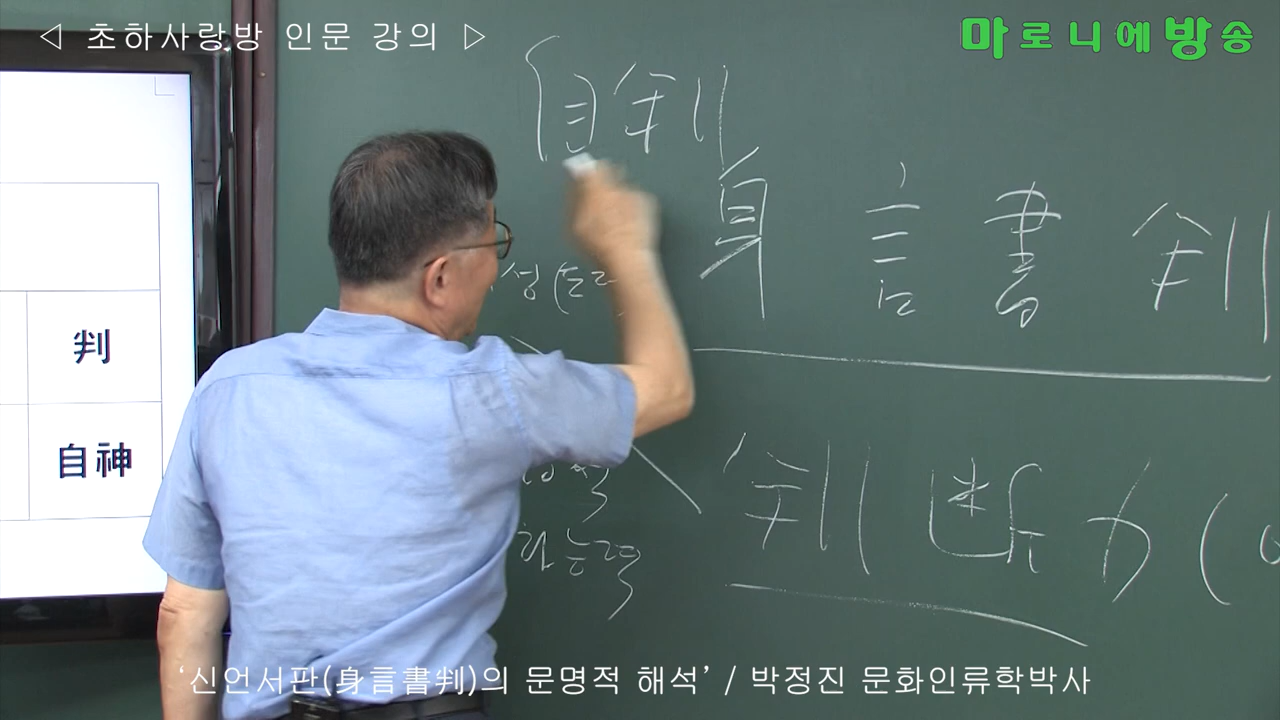 ◁ 초하사랑방 인문 강의 ▷
마로니에방송
身 言 書 判
判
自神
判 断 力 (
‘신언서판(身言書判)의 문명적 해석’ / 박정진 문화인류학박사